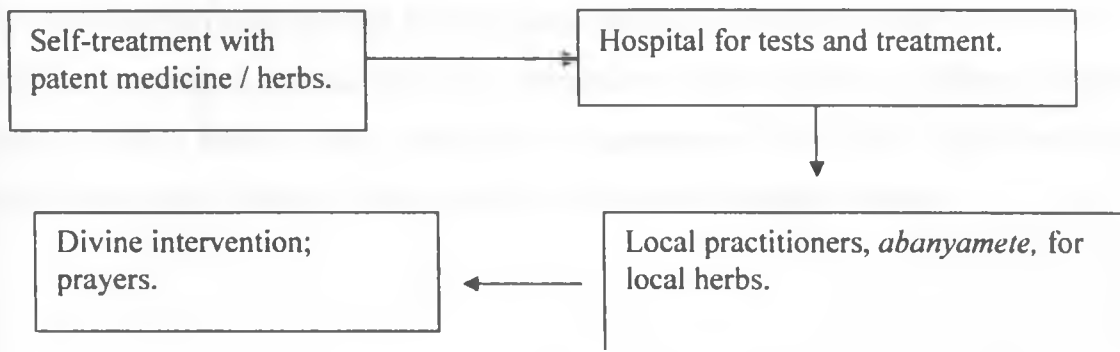 Self-treatment with
patent medicine / herbs.
Hospital for tests and treatment.
Local practitioners, abanyamete, for
local herbs.
Divine intervention;
prayers.